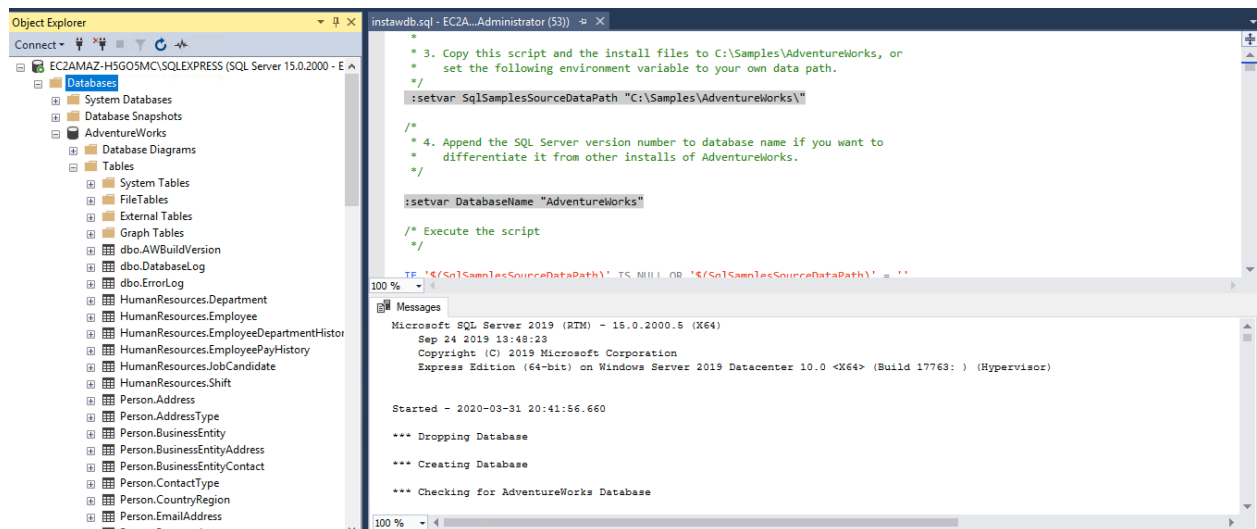 Object Explorer
Connect
EC2AMAZ-H5GO5MC\SQLEXPRESS (SQL Server 15.0.2000 - E
Databases
System Databases
Database Snapshots
AdventureWorks
Database Diagrams
Tables
System Tables
FileTables
External Tables
Graph Tables
dbo.AWBuildVersion
dbo.DatabaseLog
dbo.ErrorLog
HumanResources.Department
HumanResources.Employee
HumanResources.EmployeeDepartmentHistor
HumanResources.EmployeePayHistory
HumanResources.JobCandidate
HumanResources.Shift
Person.Address
Person.AddressType
Person.BusinessEntity
Person.BusinessEntityAddress
Person.BusinessEntityContact
Person.ContactType
Person.CountryRegion
Person.EmailAddress
instawdb.sql - EC2A...Administrator (53))
*
* 3. Copy this script and the install files to C:\Samples\AdventureWorks, or
* set the following environment variable to your own data path.
*/
:setvar SqlSamplesSourceDataPath "C:\Samples\AdventureWorks\"
/*
* 4. Append the SQL Server version number to database name if you want to
* differentiate it from other installs of AdventureWorks.
*/
:setvar DatabaseName "AdventureWorks"
/* Execute the script
*/
IF '$(SqlSamplesSourceDataPath)' IS NULL OR '$(SqlSamplesSourceDataPath)' = ''
100 %
Messages
Microsoft SQL Server 2019 (RTM) - 15.0.2000.5 (X64)
Sep 24 2019 13:48:23
Copyright (C) 2019 Microsoft Corporation
Express Edition (64-bit) on Windows Server 2019 Datacenter 10.0 <X64> (Build 17763: ) (Hypervisor)
Started - 2020-03-31 20:41:56.660
*** Dropping Database
*** Creating Database
*** Checking for AdventureWorks Database
100 %